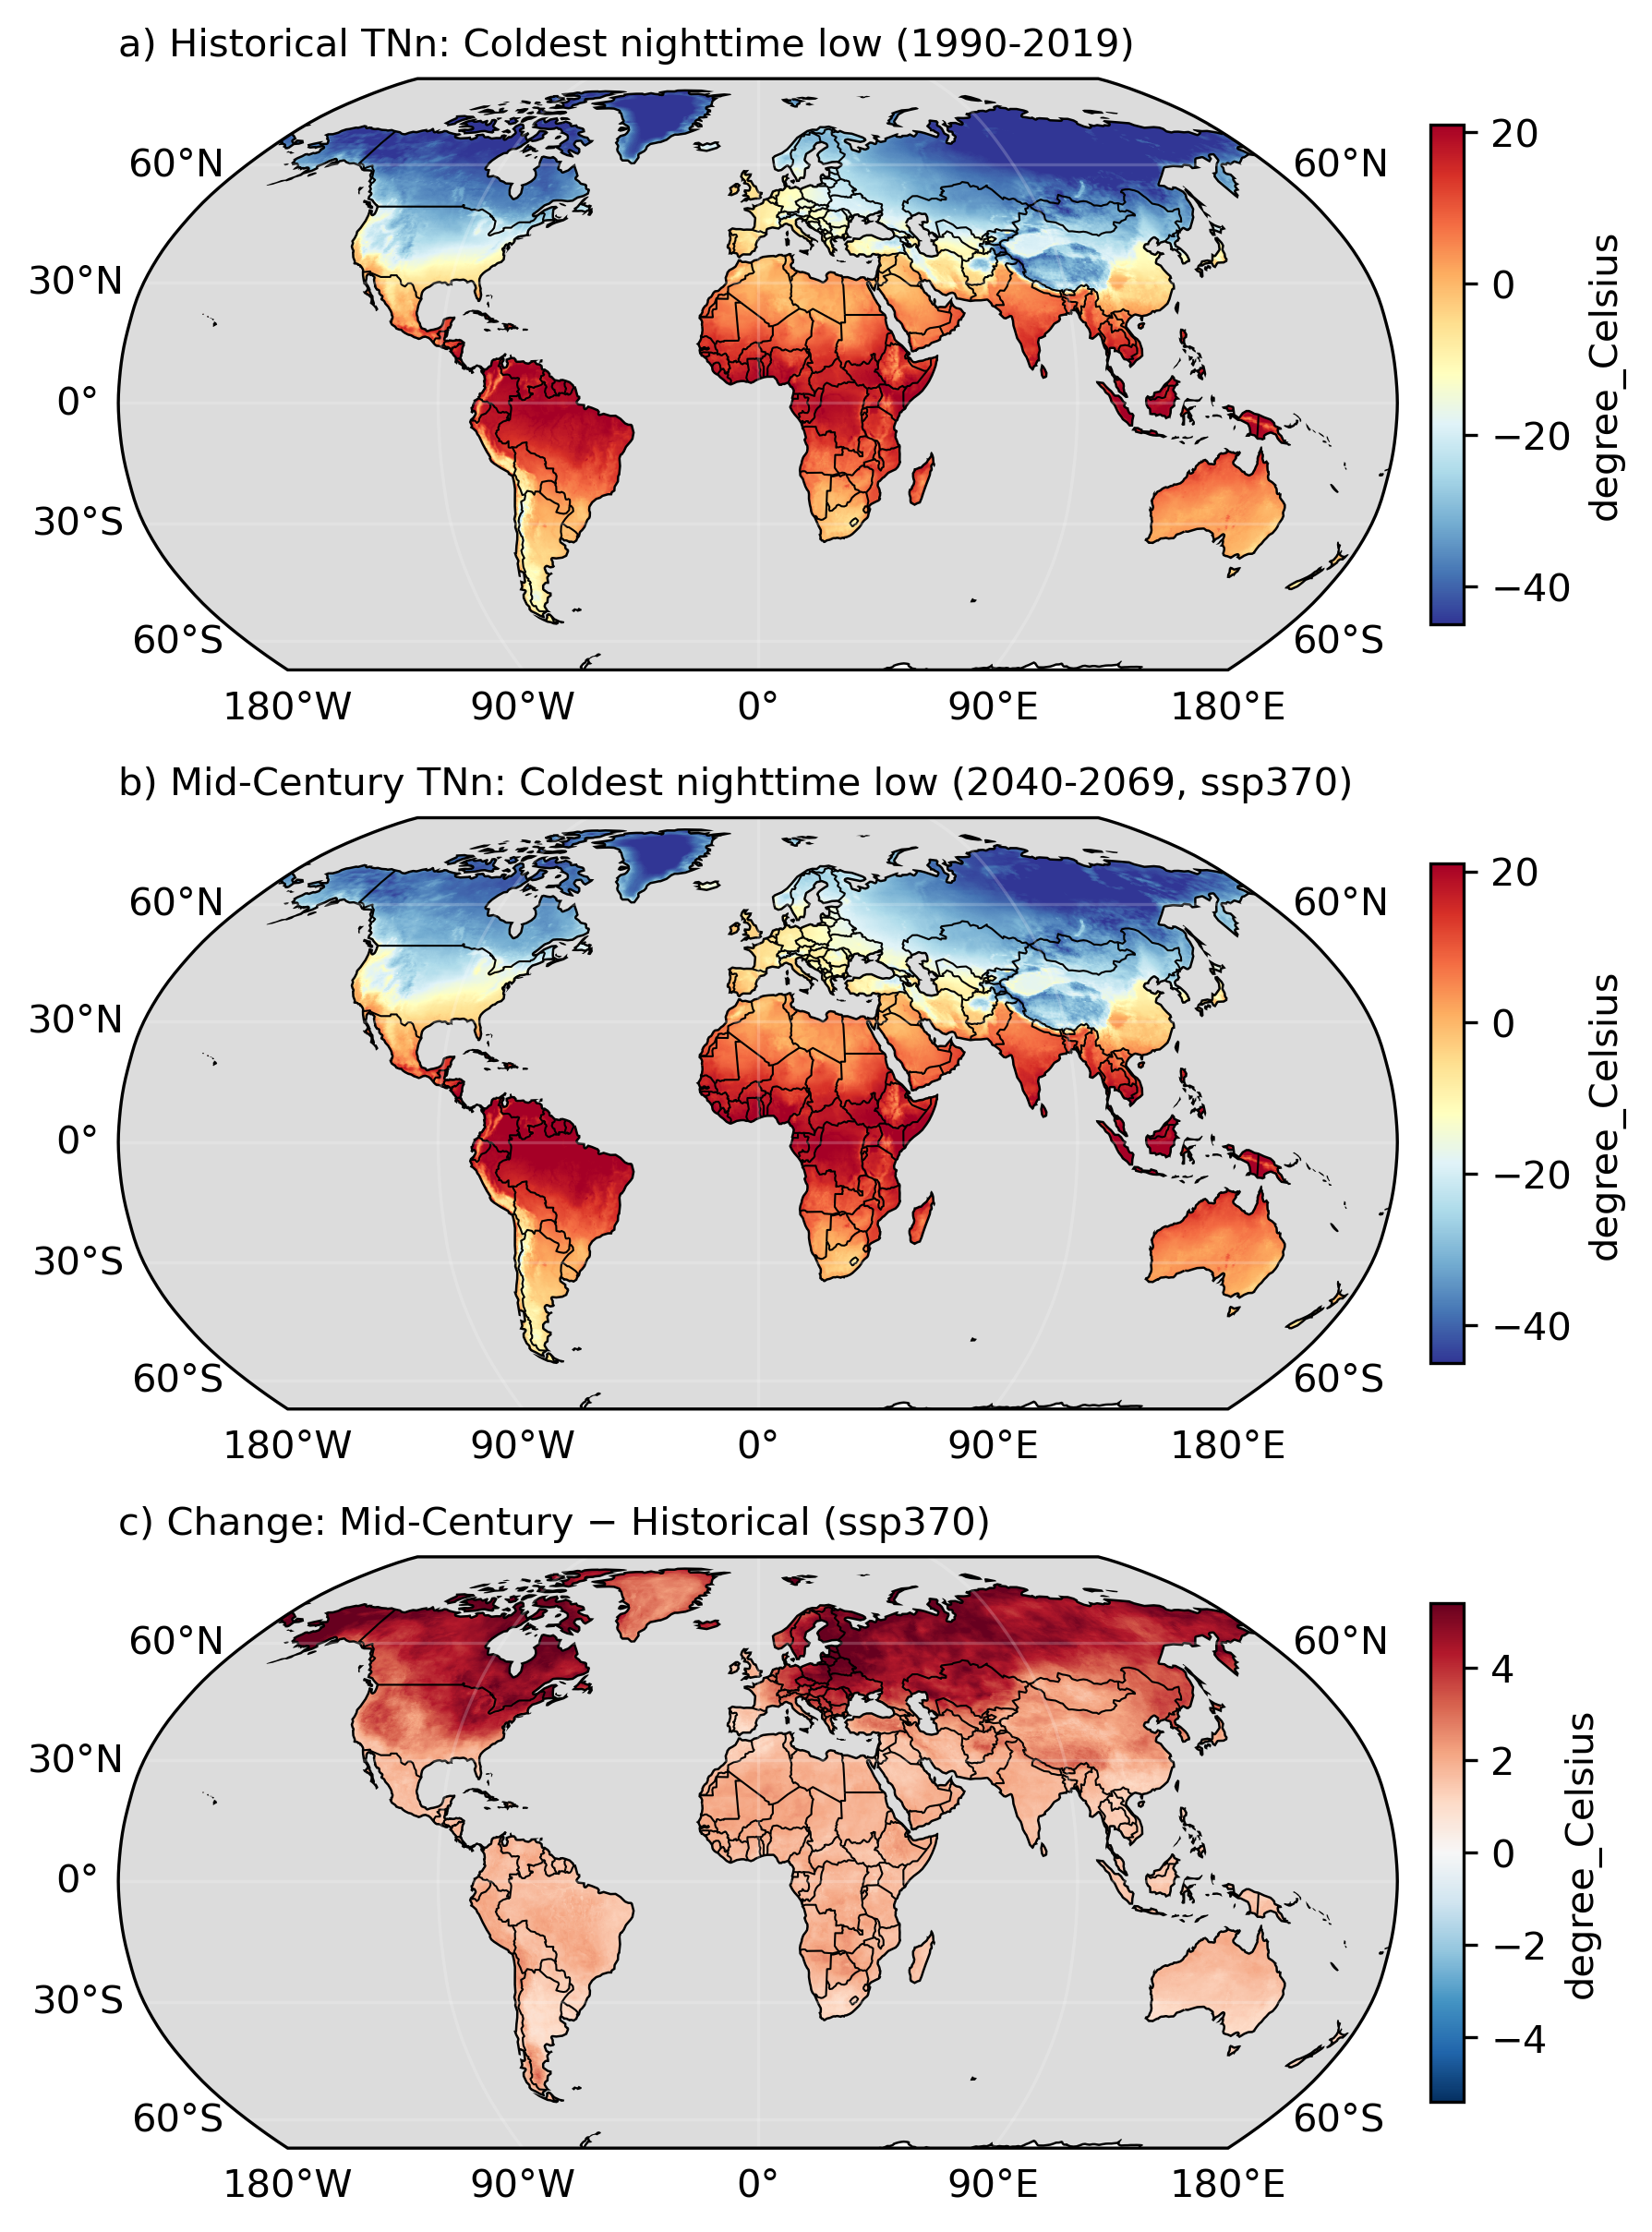 a) Historical TNn: Coldest nighttime low (1990-2019)
60°N
30°N
0°
30°S
60°S
60°N
60°S
180°W 90°W 0° 90°E 180°E
20
0
−20
−40
degree_Celsius
b) Mid-Century TNn: Coldest nighttime low (2040-2069, ssp370)
60°N
30°N
0°
30°S
60°S
60°N
60°S
180°W 90°W 0° 90°E 180°E
20
0
−20
−40
degree_Celsius
c) Change: Mid-Century − Historical (ssp370)
60°N
30°N
0°
30°S
60°S
60°N
60°S
180°W 90°W 0° 90°E 180°E
4
2
0
−2
−4
degree_Celsius